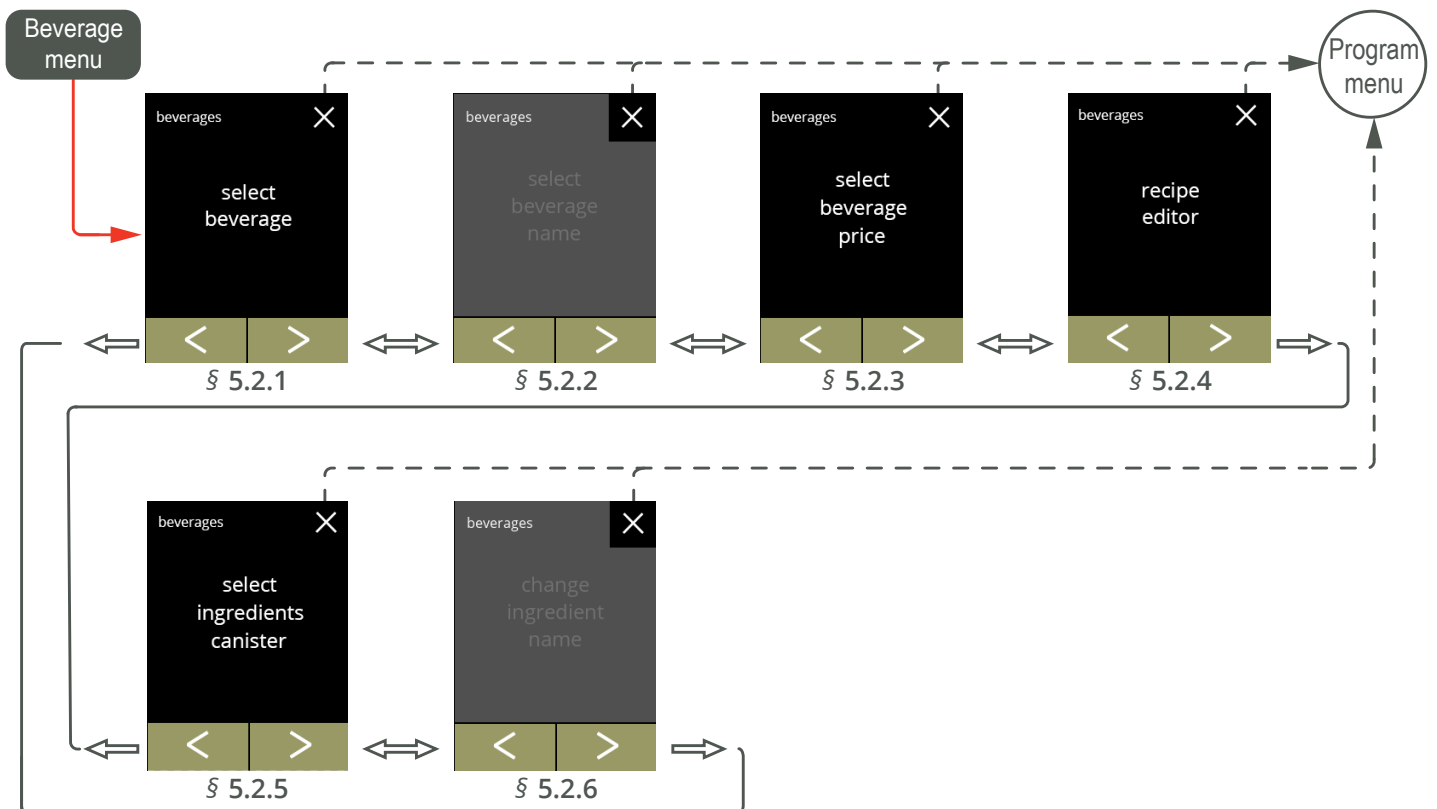 Beverage
menu
Program
menu
beverages
select
beverage
§ 5.2.1
beverages
select
beverage
name
§ 5.2.2
beverages
select
beverage
price
§ 5.2.3
beverages
recipe
editor
§ 5.2.4
beverages
select
ingredients
canister
§ 5.2.5
beverages
change
ingredient
name
§ 5.2.6